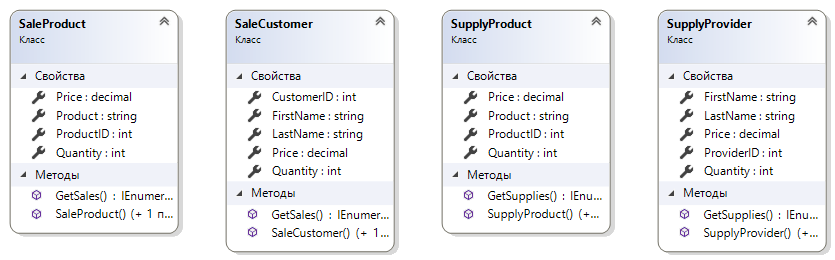 SaleProduct
Класс
Свойства
Price : decimal
Product : string
ProductID : int
Quantity : int
Методы
GetSales() : IEnumer...
SaleProduct() (+ 1 п...
SaleCustomer
Класс
Свойства
CustomerID : int
FirstName : string
LastName : string
Price : decimal
Quantity : int
Методы
GetSales() : IEnumer...
SaleCustomer() (+ 1...
SupplyProduct
Класс
Свойства
Price : decimal
Product : string
ProductID : int
Quantity : int
Методы
GetSupplies() : IEnu...
SupplyProduct() (+...
SupplyProvider
Класс
Свойства
FirstName : string
LastName : string
Price : decimal
ProviderID : int
Quantity : int
Методы
GetSupplies() : IEnu...
SupplyProvider() (+...